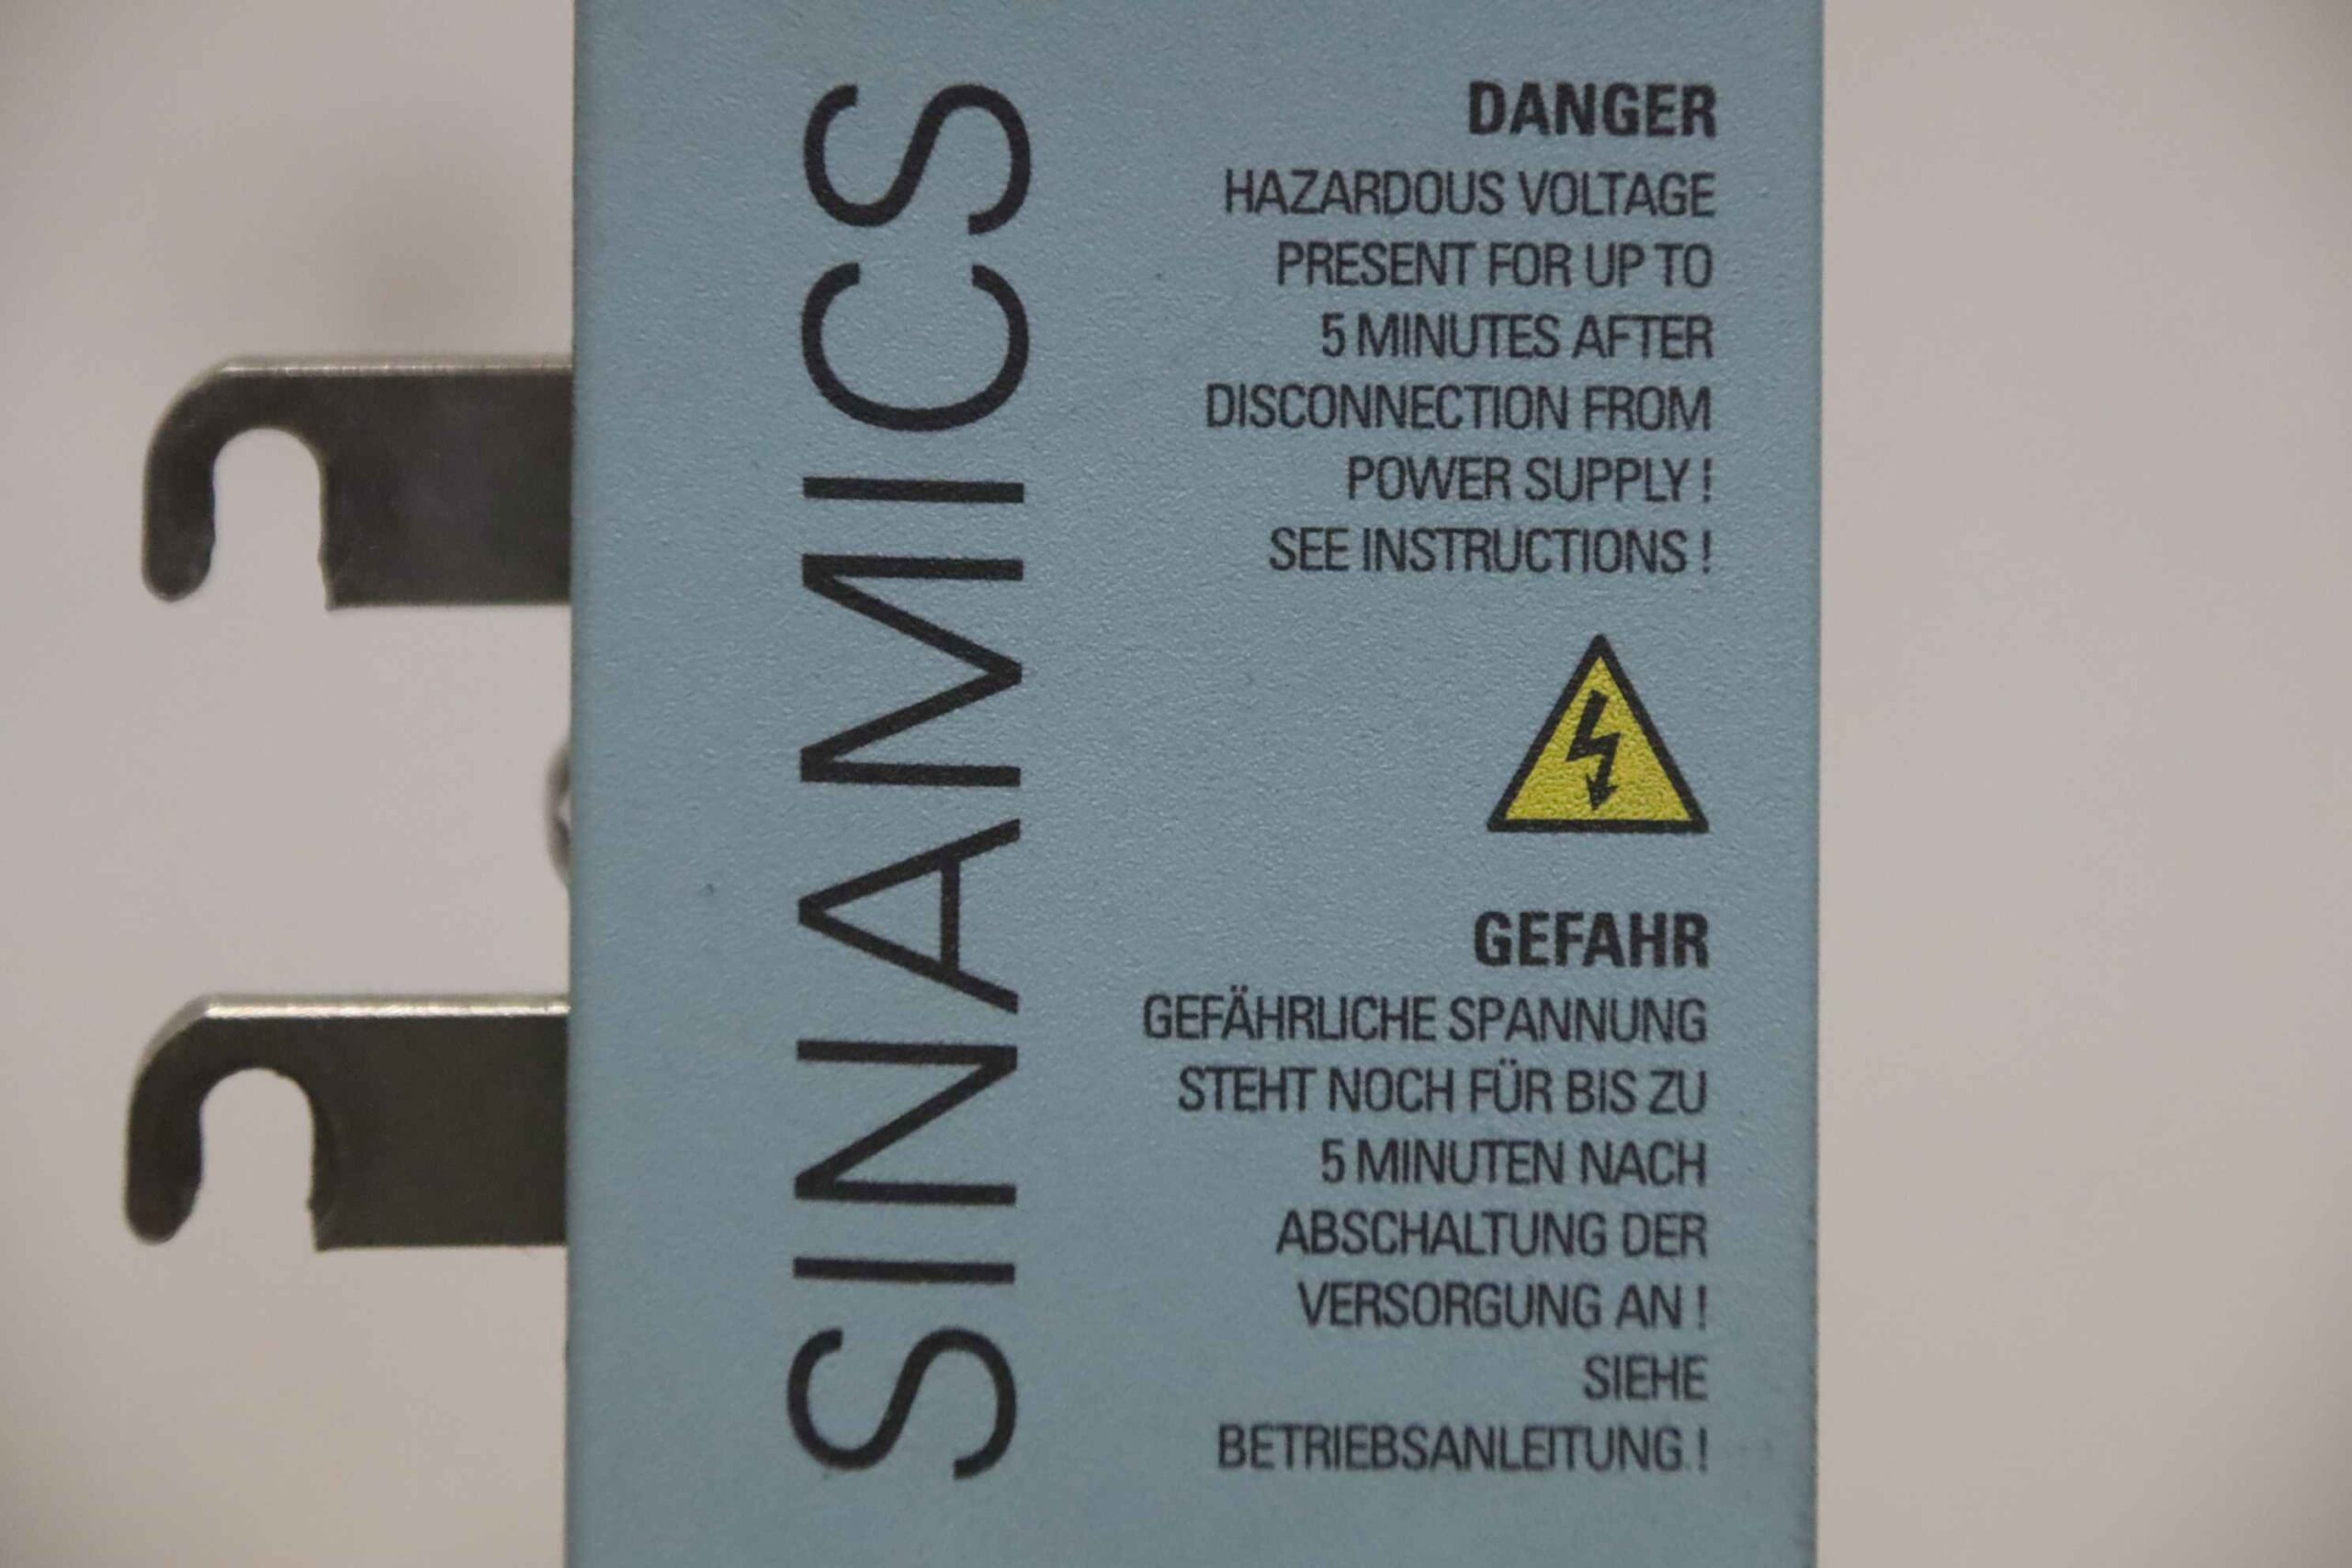 SINAMICS
DANGER
HAZARDOUS VOLTAGE
PRESENT FOR UP TO
5 MINUTES AFTER
DISCONNECTION FROM
POWER SUPPLY !
SEE INSTRUCTIONS !
GEFAHR
GEFÄHRLICHE SPANNUNG
STEHT NOCH FÜR BIS ZU
5 MINUTEN NACH
ABSCHALTUNG DER
VERSORGUNG AN !
SIEHE
BETRIEBSANLEITUNG !